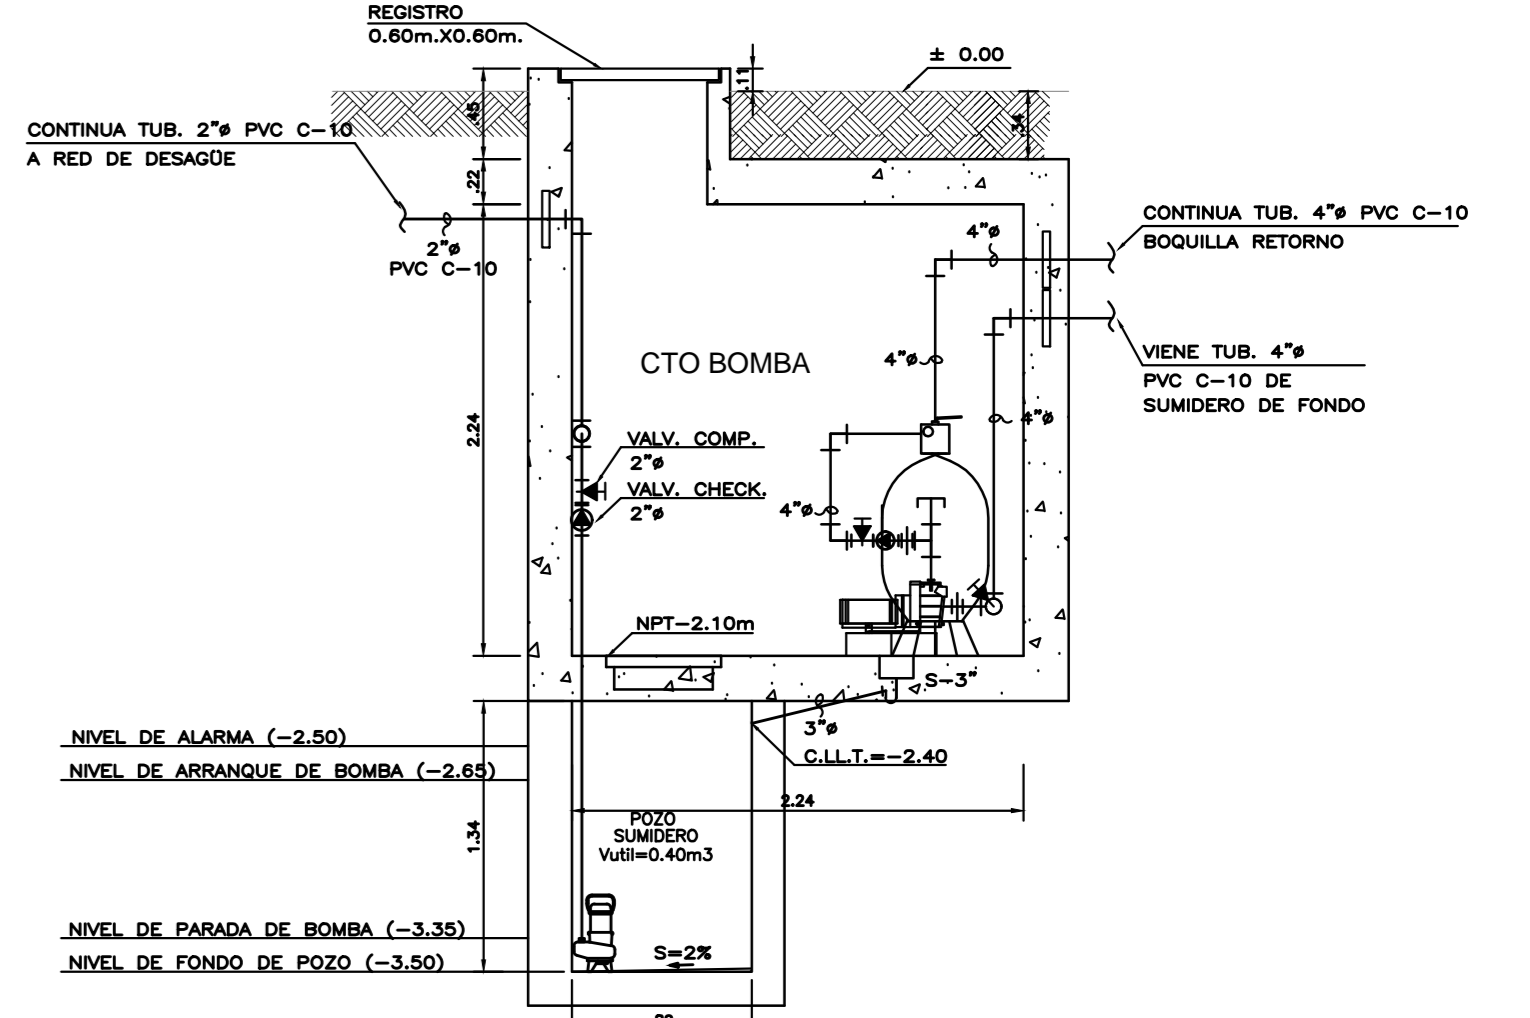 REGISTRO
0.60m.X0.60m.
± 0.00
.11
.45
.34
CONTINUA TUB. 2"ø PVC C-10
A RED DE DESAGÜE
.22
CONTINUA TUB. 4"ø PVC C-10
BOQUILLA RETORNO
4"ø
2"ø
PVC C-10
VIENE TUB. 4"ø
PVC C-10 DE
SUMIDERO DE FONDO
CTO BOMBA
4"ø
4"ø
2.24
VALV. COMP.
2"ø
VALV. CHECK.
2"ø
4"ø
NPT-2.10m
S-3"
3"ø
C.LL.T.=-2.40
NIVEL DE ALARMA (-2.50)
NIVEL DE ARRANQUE DE BOMBA (-2.65)
2.24
1.34
POZO
SUMIDERO
Vutil=0.40m3
NIVEL DE PARADA DE BOMBA (-3.35)
S=2%
NIVEL DE FONDO DE POZO (-3.50)